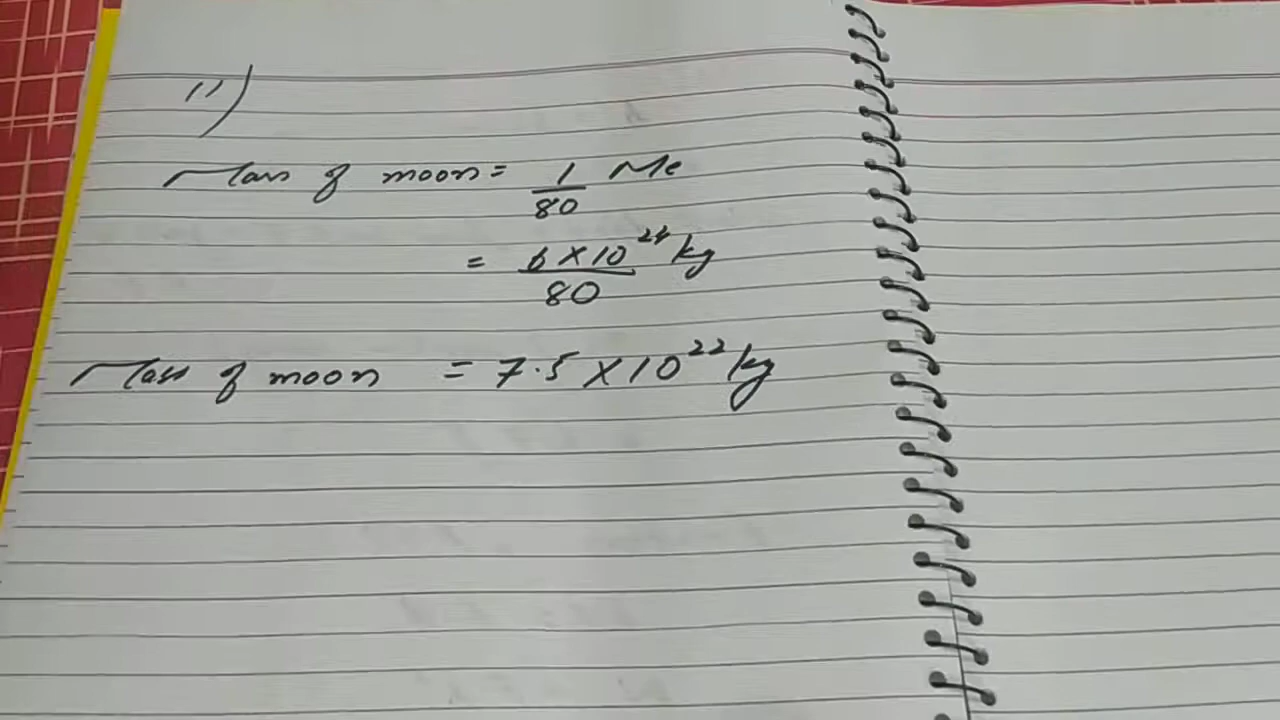 11)
Mass of moon = 1/80 Me
= 6 × 10^24 kg / 80
Mass of moon = 7.5 × 10^22 kg